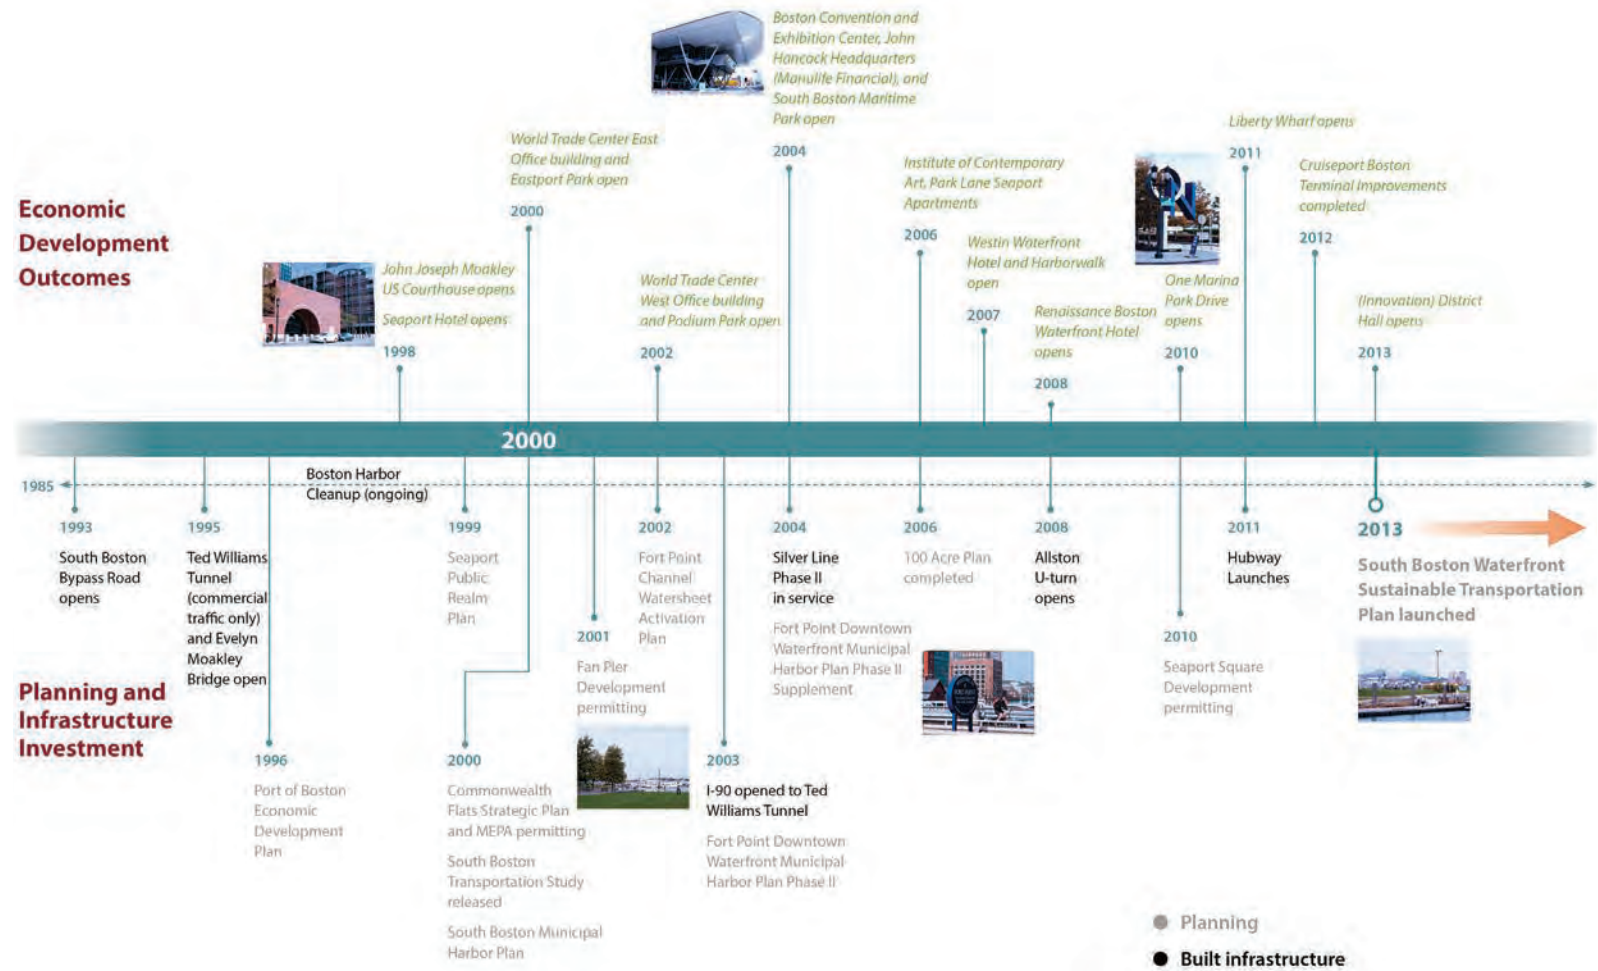 Boston Convention and
Exhibition Center, John
Hancock Headquarters
(Manulife Financial), and
South Boston Maritime
Park open
2004
Liberty Wharf opens
2011
World Trade Center East
Office building and
Eastport Park open
2000
Institute of Contemporary
Art, Park Lane Seaport
Apartments
2006
Cruiseport Boston
Terminal Improvements
completed
2012
Economic
Development
Outcomes
John Joseph Moakley
US Courthouse opens
Seaport Hotel opens
1998
World Trade Center
West Office building
and Podium Park open
2002
Westin Waterfront
Hotel and Harborwalk
open
2007
Renaissance Boston
Waterfront Hotel
opens
2008
One Marina
Park Drive
opens
2010
(Innovation) District
Hall opens
2013
2000
1985
Boston Harbor
Cleanup (ongoing)
1993
South Boston
Bypass Road
opens
1995
Ted Williams
Tunnel
(commercial
traffic only)
and Evelyn
Moakley
Bridge open
1999
Seaport
Public
Realm
Plan
2001
Fan Pier
Development
permitting
2002
Fort Point
Channel
Watersheet
Activation
Plan
2004
Silver Line
Phase II
in service
Fort Point Downtown
Waterfront Municipal
Harbor Plan Phase II
Supplement
2006
100 Acre Plan
completed
2008
Allston
U-turn
opens
2011
Hubway
Launches
2013
South Boston Waterfront
Sustainable Transportation
Plan launched
2010
Seaport Square
Development
permitting
Planning and
Infrastructure
Investment
1996
Port of Boston
Economic
Development
Plan
2000
Commonwealth
Flats Strategic Plan
and MEPA permitting
South Boston
Transportation Study
released
South Boston Municipal
Harbor Plan
2003
I-90 opened to Ted
Williams Tunnel
Fort Point Downtown
Waterfront Municipal
Harbor Plan Phase II
Planning
Built infrastructure